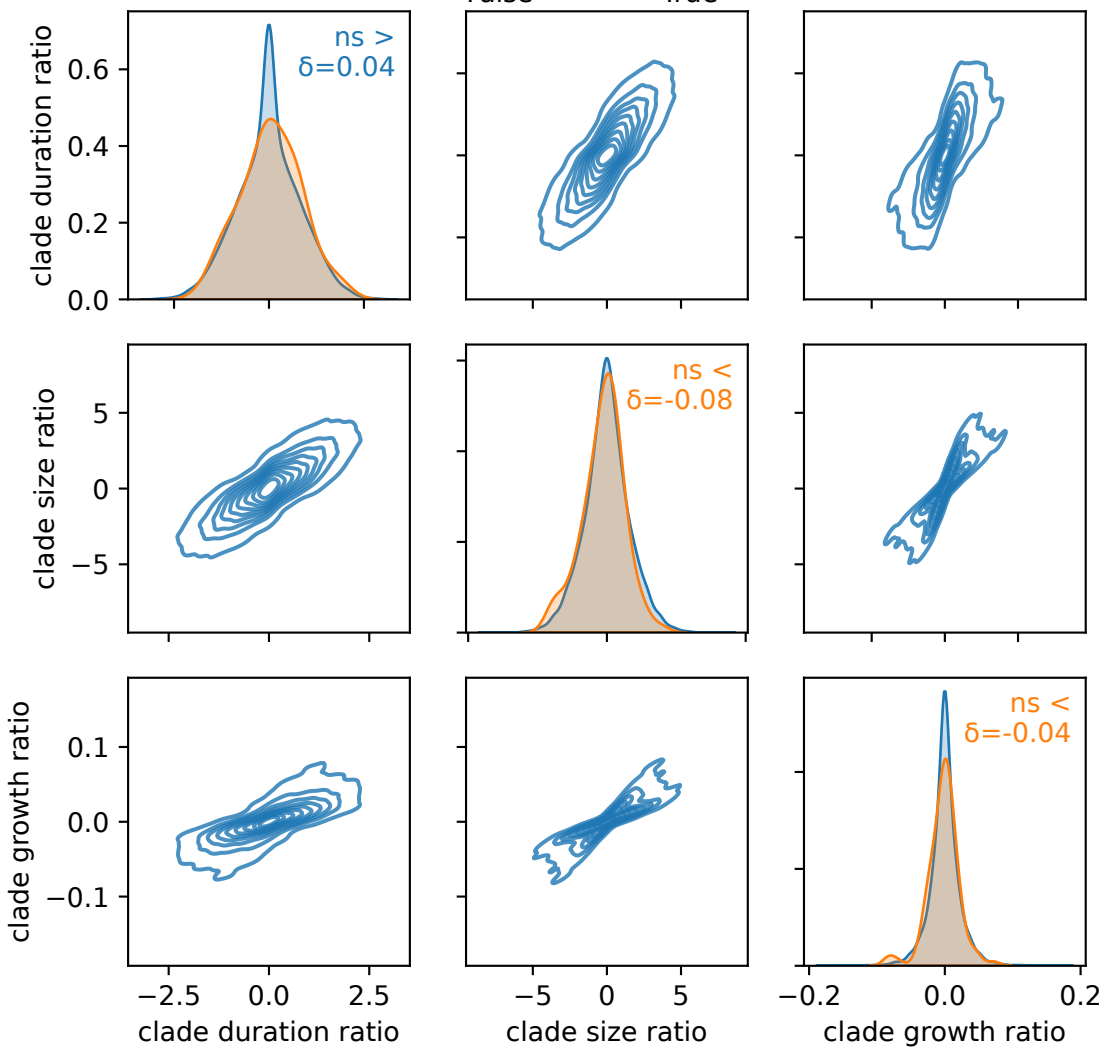 clade duration ratio
0.6
0.4
0.2
0.0
ns >
δ=0.04
clade size ratio
5
0
−5
ns <
δ=-0.08
clade growth ratio
0.1
0.0
−0.1
ns <
δ=-0.04
−2.5 0.0 2.5
clade duration ratio
−5 0 5
clade size ratio
−0.2 0.0 0.2
clade growth ratio